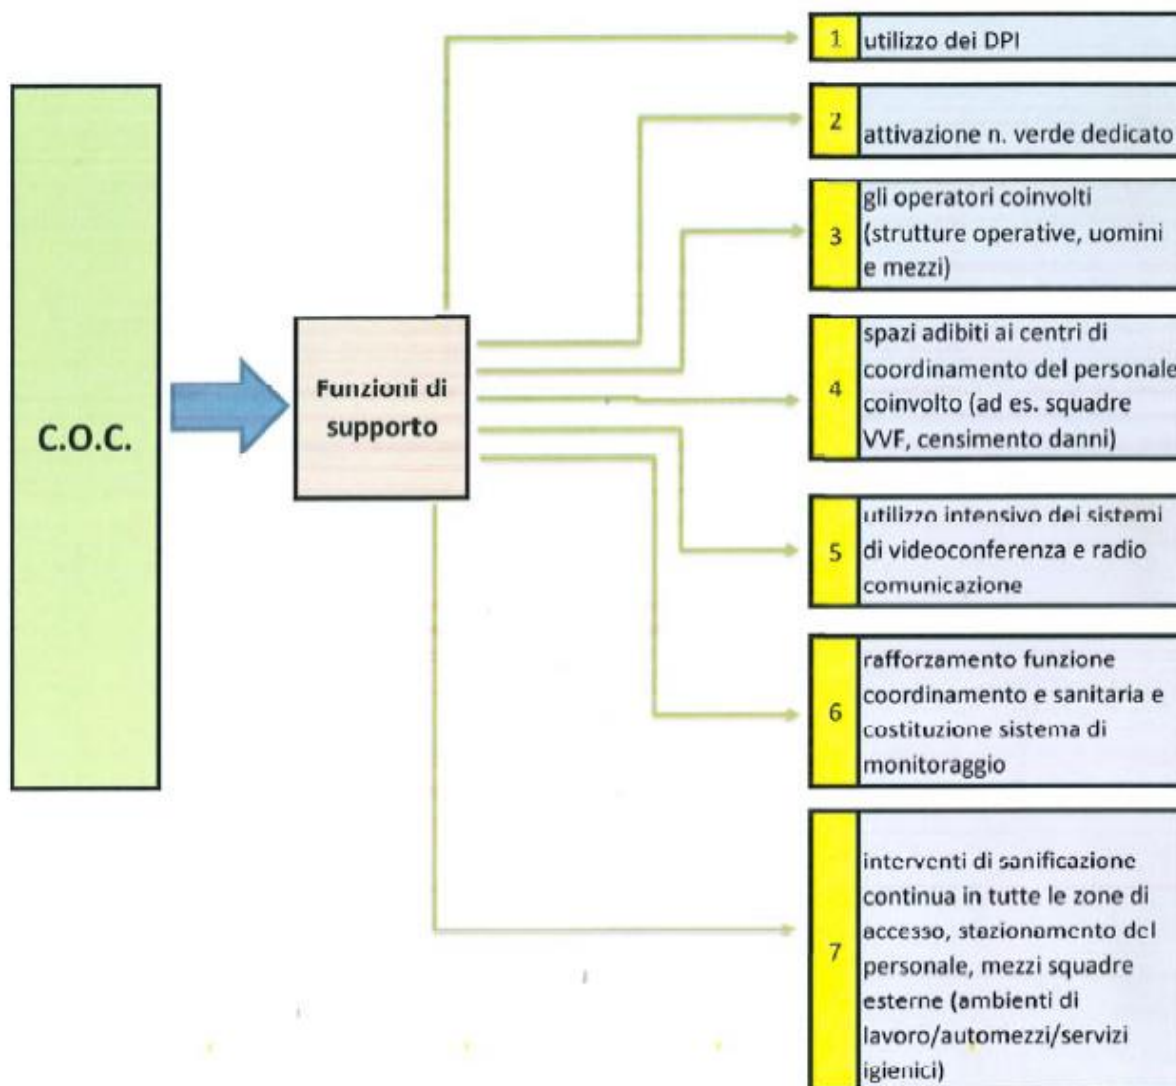 C.O.C.
Funzioni di
supporto
1 utilizzo dei DPI
2 attivazione n. verde dedicato
3 gli operatori coinvolti
(strutture operative, uomini
e mezzi)
4 spazi adibiti ai centri di
coordinamento del personale
coinvolto (ad es. squadre
VVF, censimento danni)
5 utilizzo intensivo dei sistemi
di videoconferenza e radio
comunicazione
6 rafforzamento funzione
coordinamento e sanitaria e
costituzione sistema di
monitoraggio
7 interventi di sanificazione
continua in tutte le zone di
accesso, stazionamento del
personale, mezzi squadre
esterne (ambienti di
lavoro/automezzi/servizi
igienici)